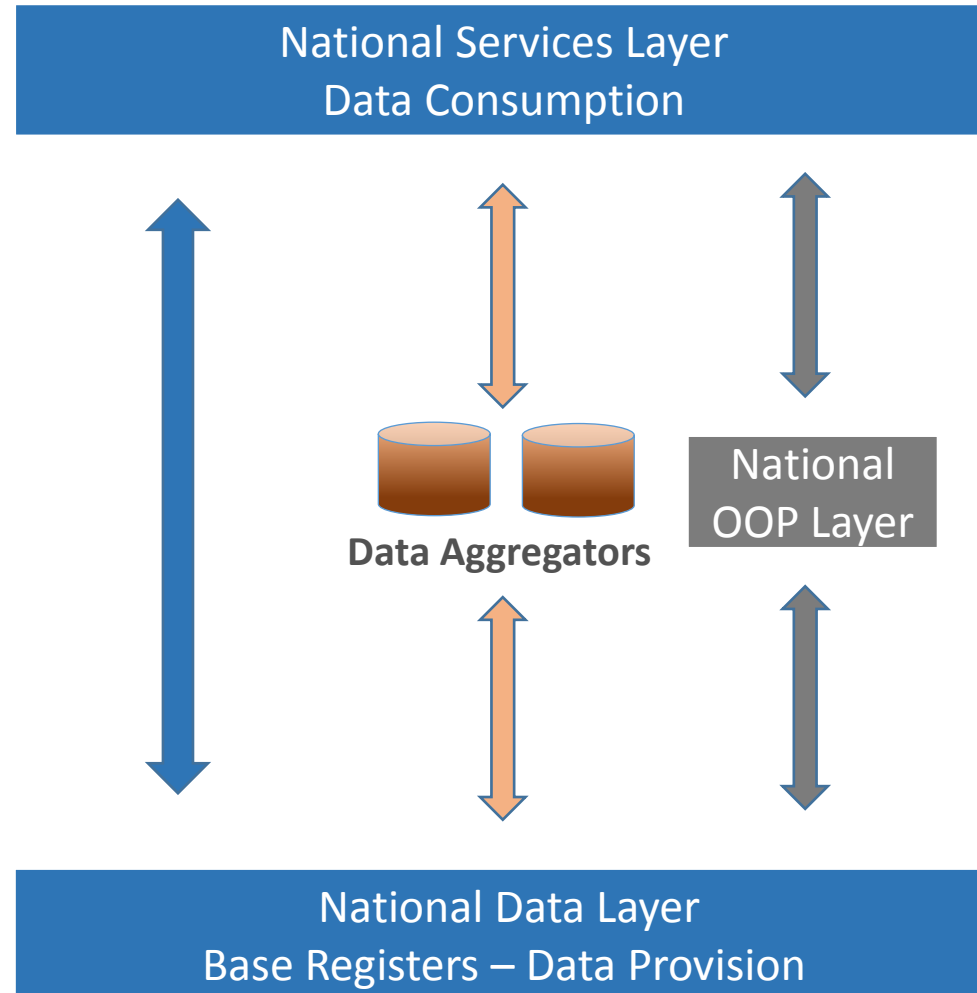 National Services Layer
Data Consumption
National
OOP Layer
Data Aggregators
National Data Layer
Base Registers – Data Provision